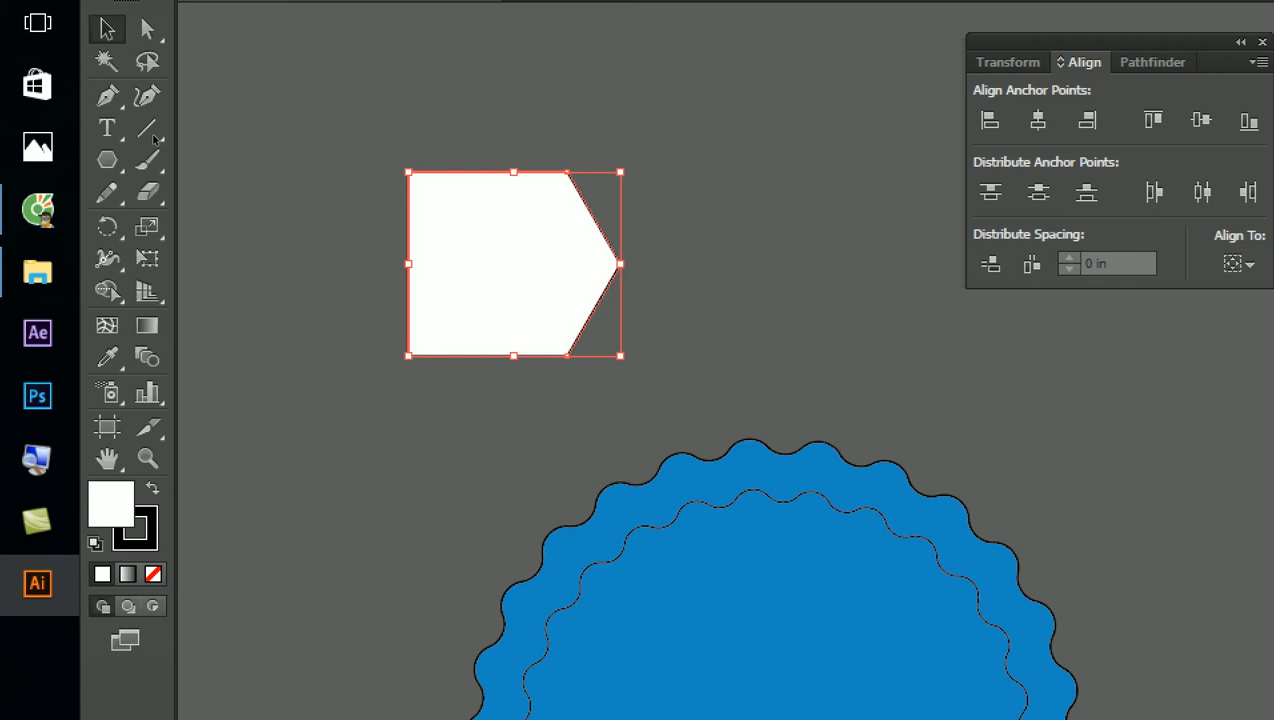 Transform
Align
Pathfinder
Align Anchor Points:
Distribute Anchor Points:
Distribute Spacing:
Align To:
0 in
T
Ae
Ps
Ai